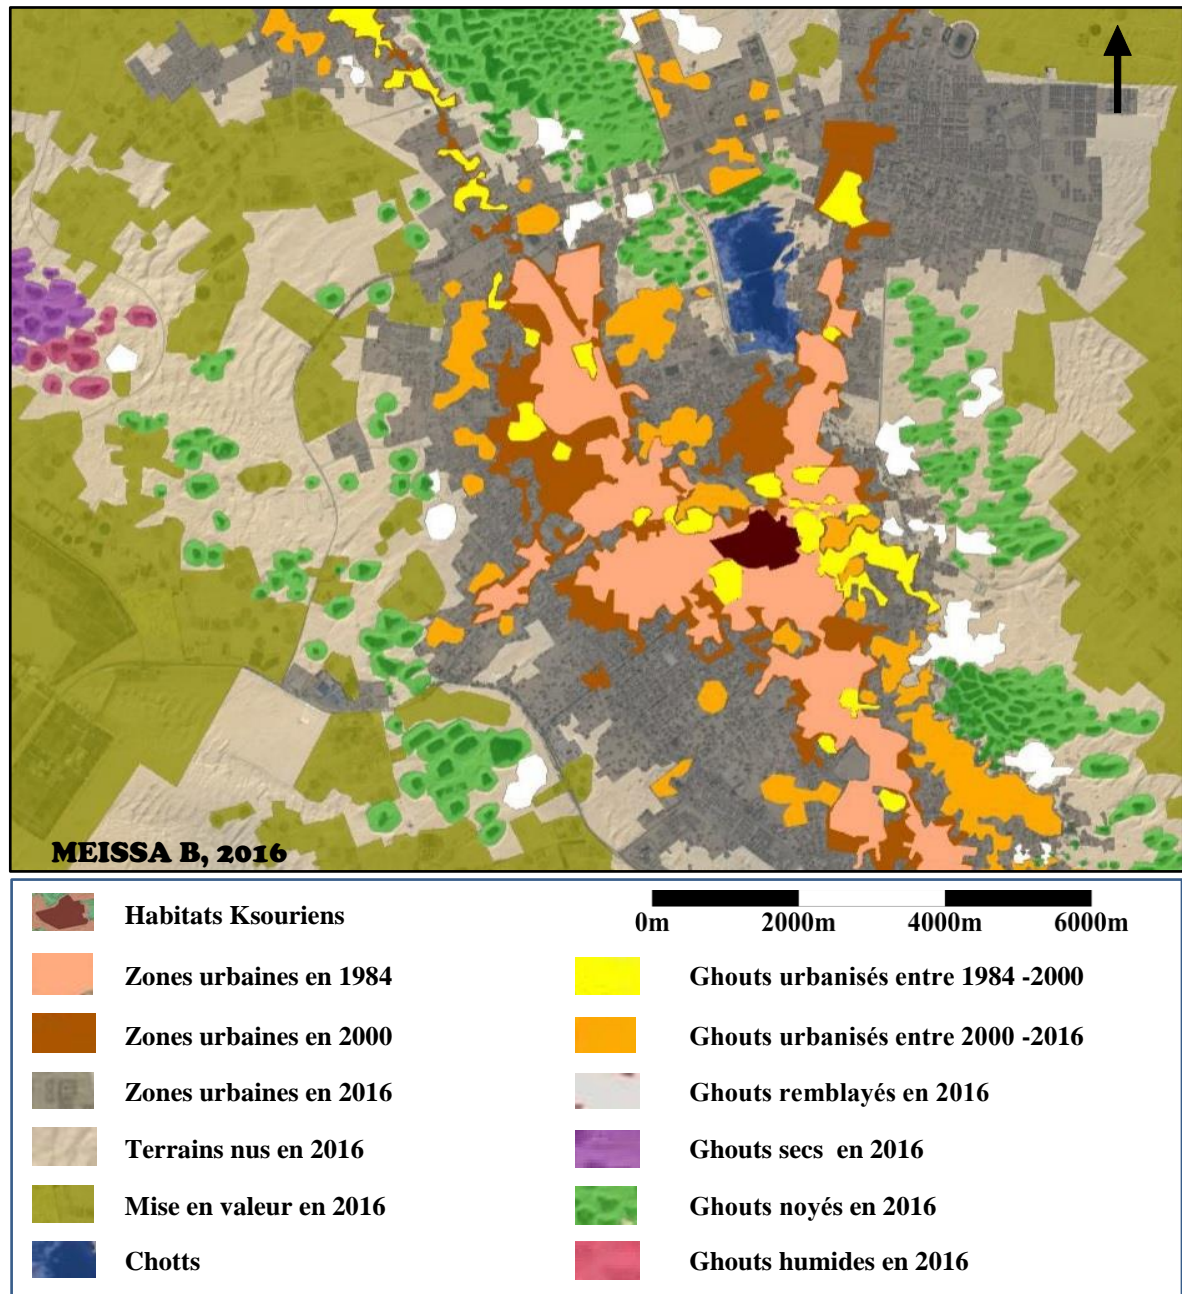 MEISSA B, 2016
Habitats Ksouriens
0m 2000m 4000m 6000m
Zones urbaines en 1984
Ghouts urbanisés entre 1984 -2000
Zones urbaines en 2000
Ghouts urbanisés entre 2000 -2016
Zones urbaines en 2016
Ghouts remblayés en 2016
Terrains nus en 2016
Ghouts secs en 2016
Mise en valeur en 2016
Ghouts noyés en 2016
Chotts
Ghouts humides en 2016